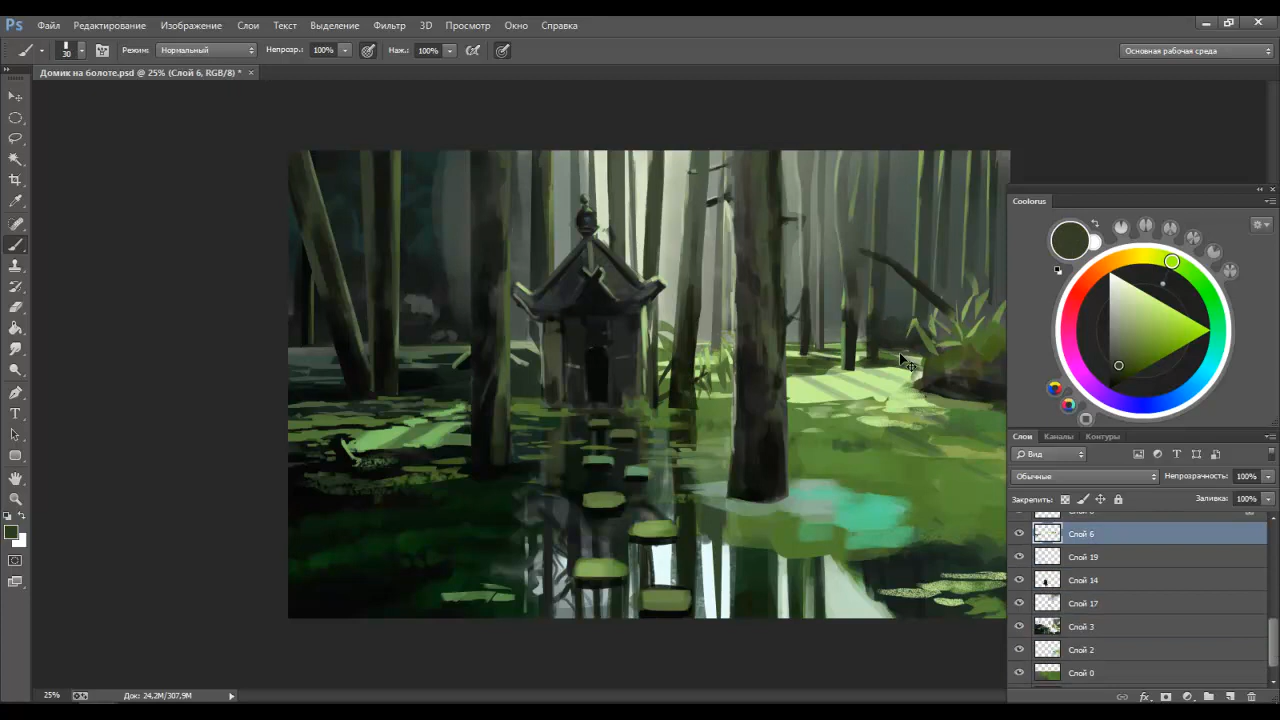 Ps Файл Редактирование Изображение Слои Текст Выделение Фильтр 3D Просмотр Окно Справка
30 Режим: Нормальный Непрозр.: 100% Наж.: 100% Основная рабочая среда
Домик на болоте.psd @ 25% (Слой 6, RGB/8) * ×
Coolorus
Слои Каналы Контуры
Вид
Обычные Непрозрачность: 100%
Закрепить: Заливка: 100%
Слой 6
Слой 19
Слой 14
Слой 17
Слой 3
Слой 2
Слой 0
25% Док: 24,2M/307,9M
fx